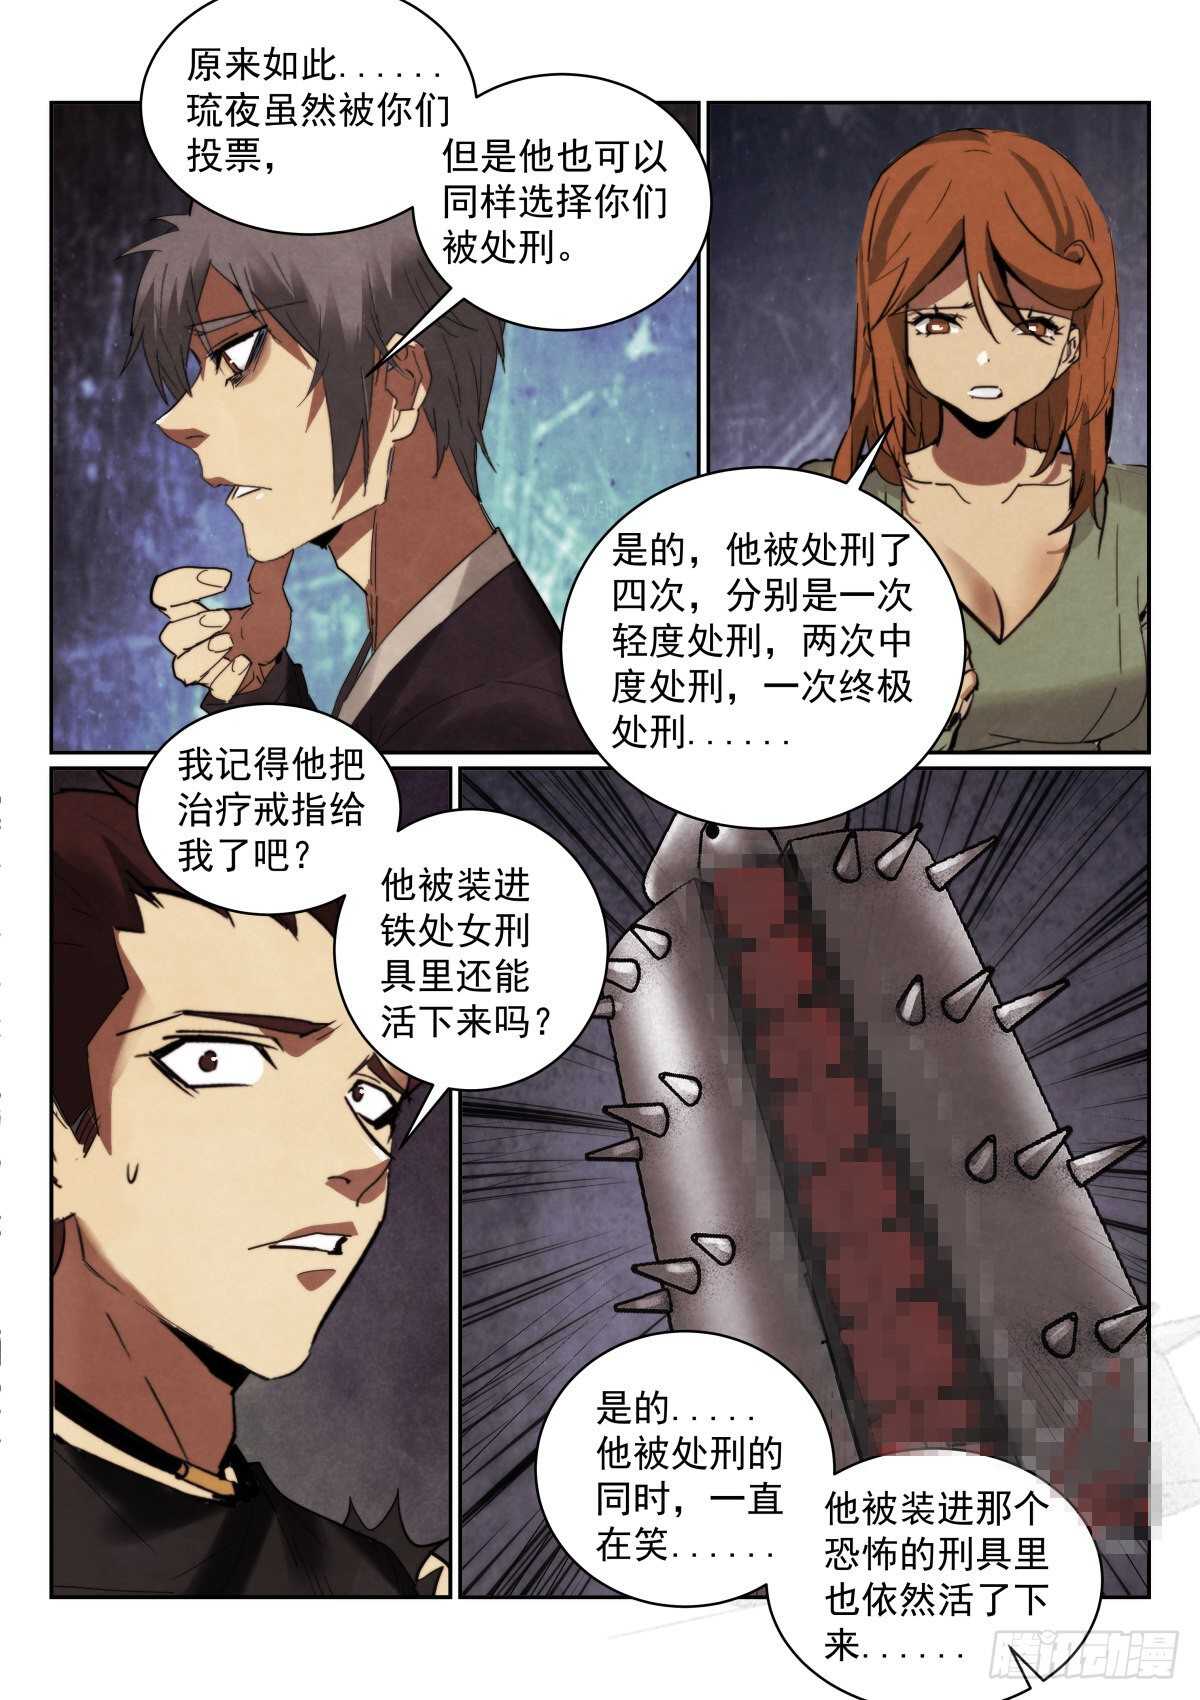 原来如此......
琉夜虽然被你们
投票，
但是他也可以
同样选择你们
被处刑。
是的，他被处刑了
四次，分别是一次
轻度处刑，两次中
度处刑，一次终极
处刑......
我记得他把
治疗戒指给
我了吧？
他被装进
铁处女刑
具里还能
活下来吗？
是的.....
他被处刑的
同时，一直
在笑......
他被装进那个
恐怖的刑具里
也依然活了下
来......
腾讯动漫